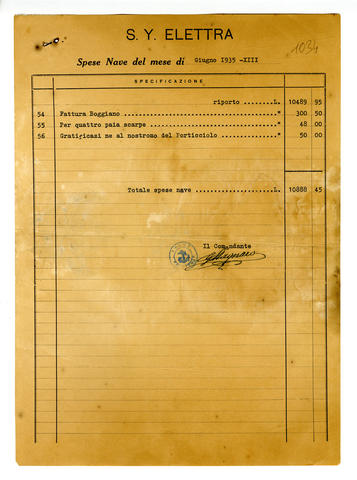 S. Y. ELETTRA
1034
Spese Nave del mese di Giugno 1935 -XIII
SPECIFICAZIONE
riporto ........L. 10489 95
54 Fattura Boggiano ............................" 300 50
55 Per quattro paia scarpe ......................" 48 00
56 Gratigicazi ne al nostromo del Porticciolo ...." 50 00
Totale spese nave .................L. 10888 45
Il Comandante